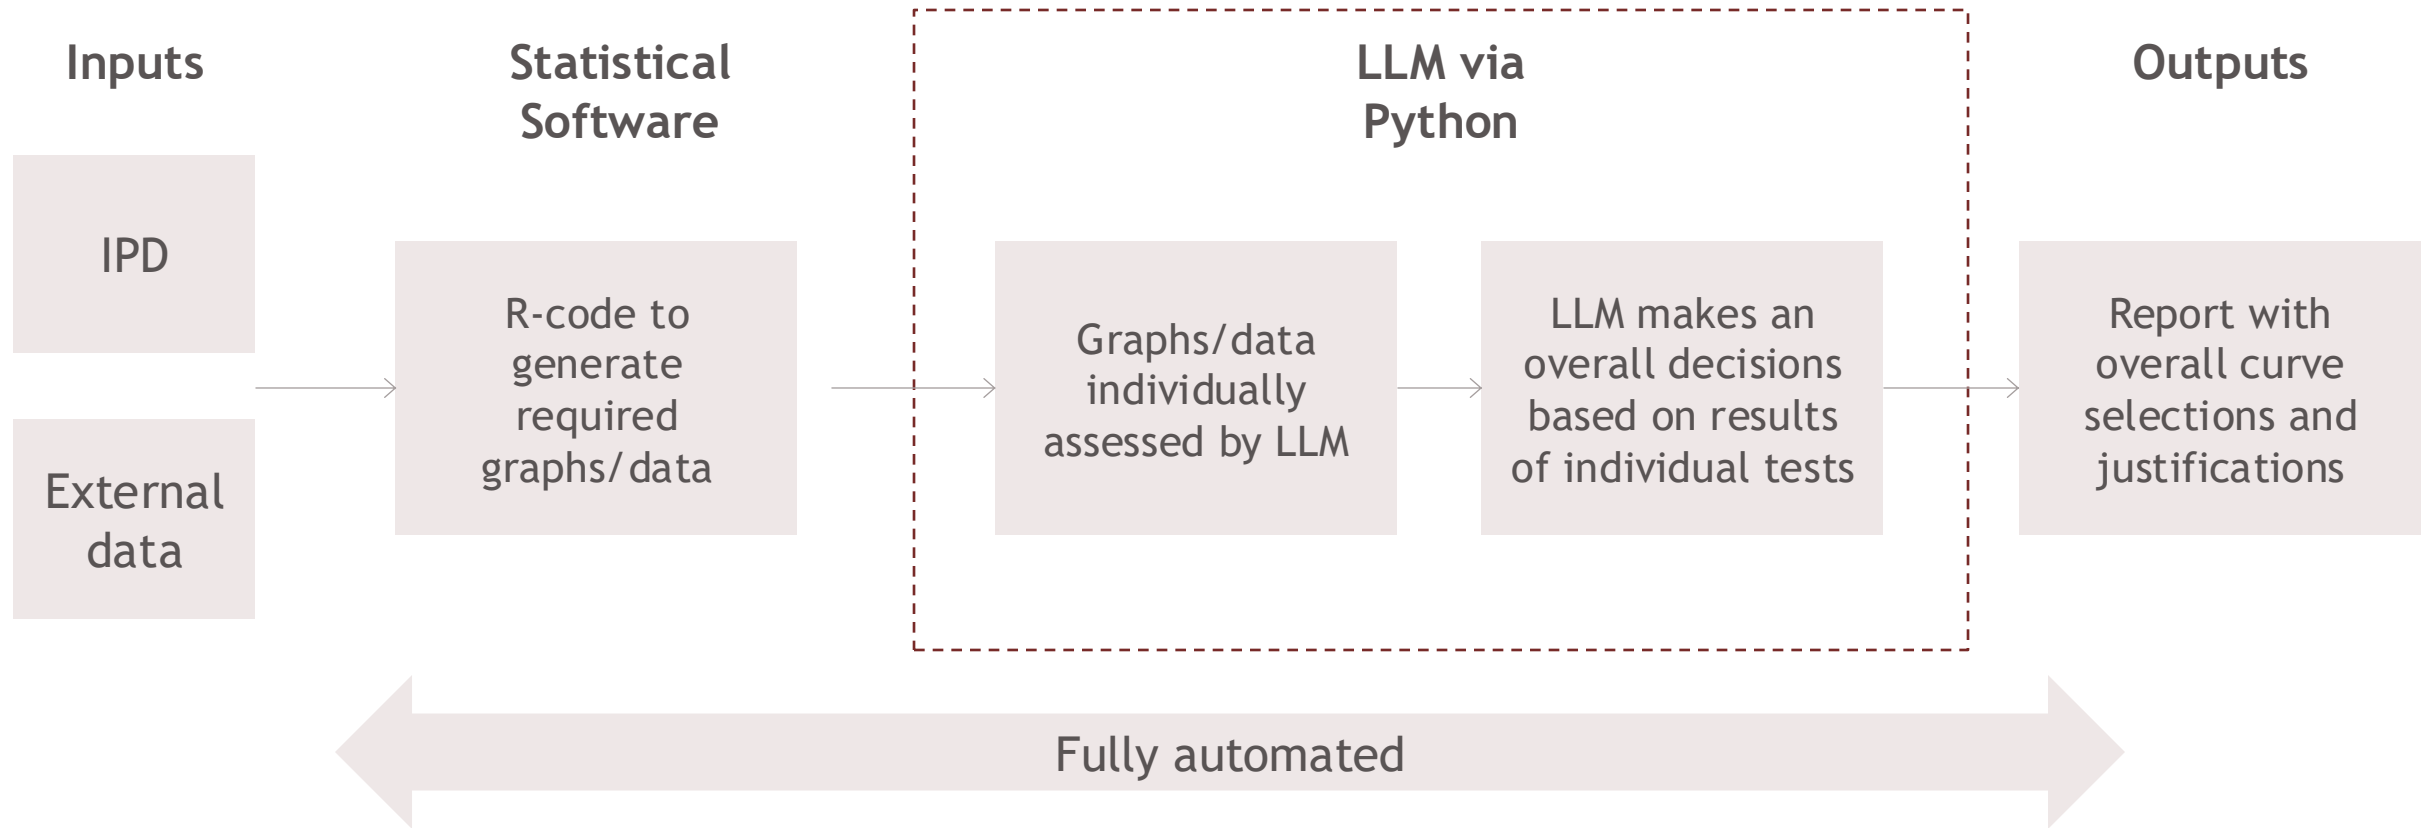 Inputs
Statistical
Software
LLM via
Python
Outputs
IPD
External
data
R-code to
generate
required
graphs/data
Graphs/data
individually
assessed by LLM
LLM makes an
overall decisions
based on results
of individual tests
Report with
overall curve
selections and
justifications
Fully automated